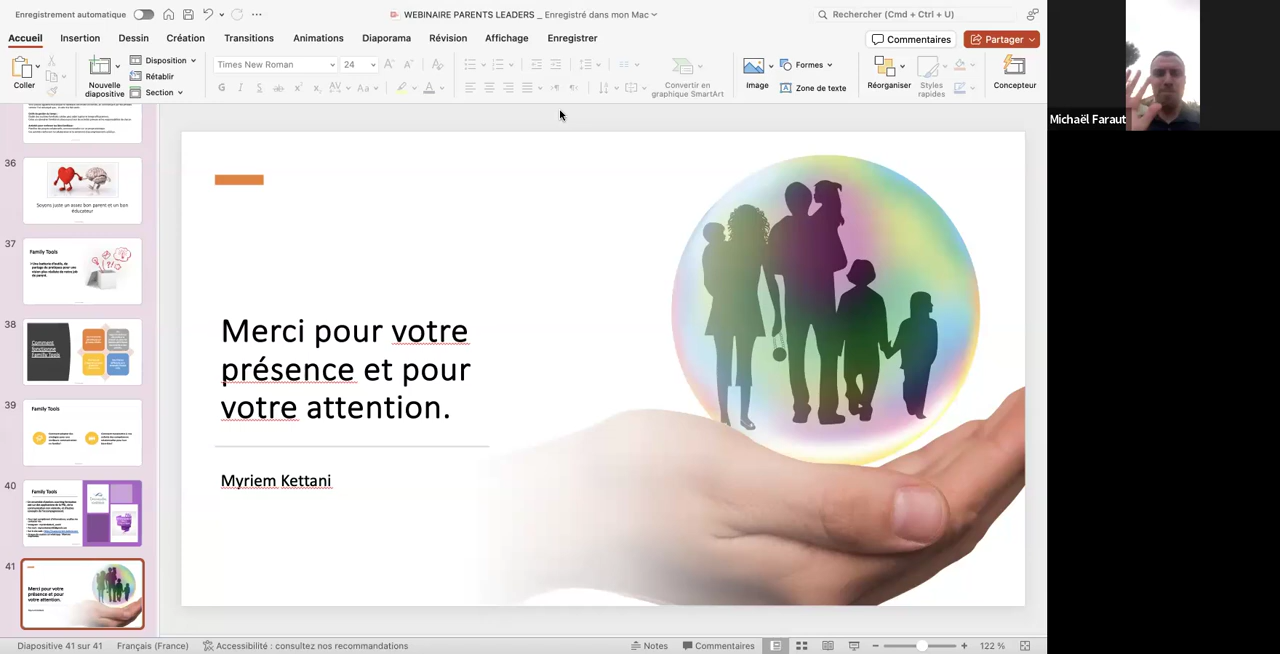 Enregistrement automatique
WEBINAIRE PARENTS LEADERS _ Enregistré dans mon Mac
Rechercher (Cmd + Ctrl + U)
Accueil Insertion Dessin Création Transitions Animations Diaporama Révision Affichage Enregistrer
Commentaires
Partager
Coller
Nouvelle
diapositive
Disposition
Rétablir
Section
Times New Roman 24
Convertir en
graphique SmartArt
Image
Formes
Zone de texte
Réorganiser
Styles
rapides
Concepteur
Michaël Faraut
36
Soyons juste un assez bon parent et un bon
éducateur
37
Family Tools
38
Comment
fonctionne
Family Tools
39
Family Tools
40
Family Tools
41
Merci pour votre
présence et pour
votre attention.
Merci pour votre
présence et pour
votre attention.
Myriem Kettani
Diapositive 41 sur 41 Français (France) Accessibilité : consultez nos recommandations Notes Commentaires 122 %